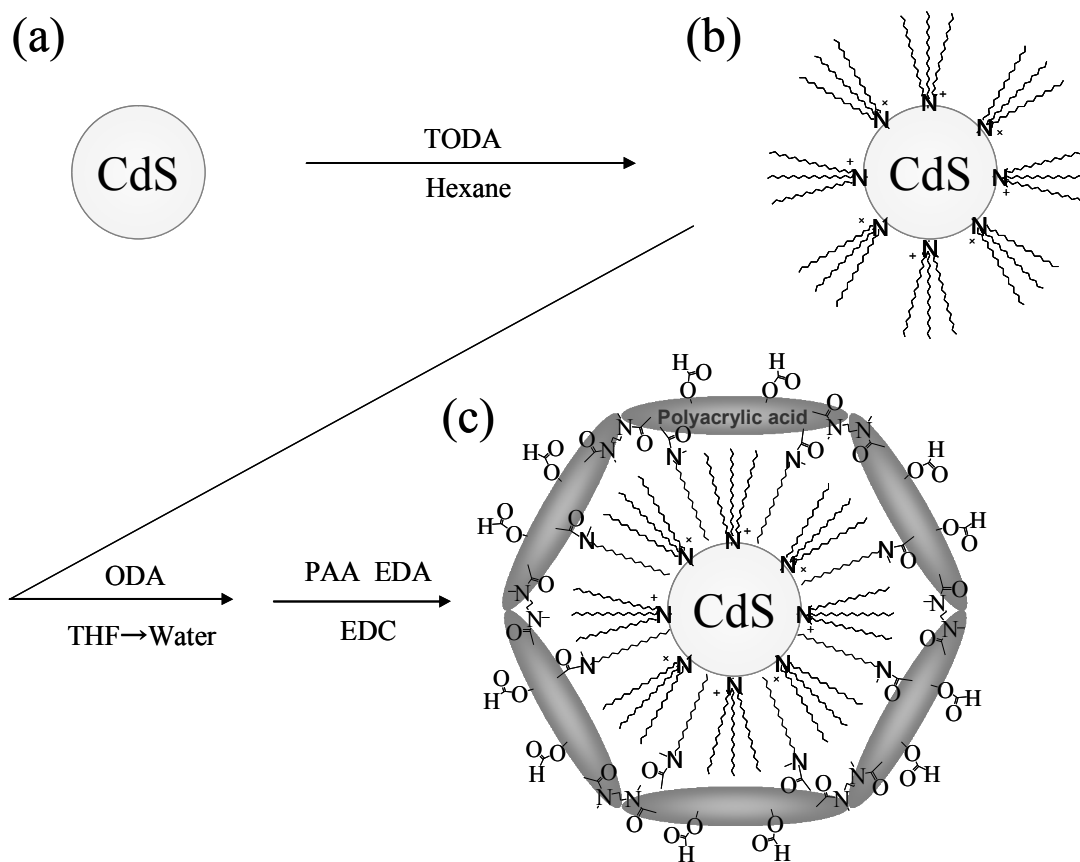 (a)
CdS
TODA
Hexane
(b)
N+ N+ N+ N+ N+ N+ N+ N+
CdS
ODA
THF→Water
PAA EDA
EDC
(c)
Polyacrylic acid
CdS